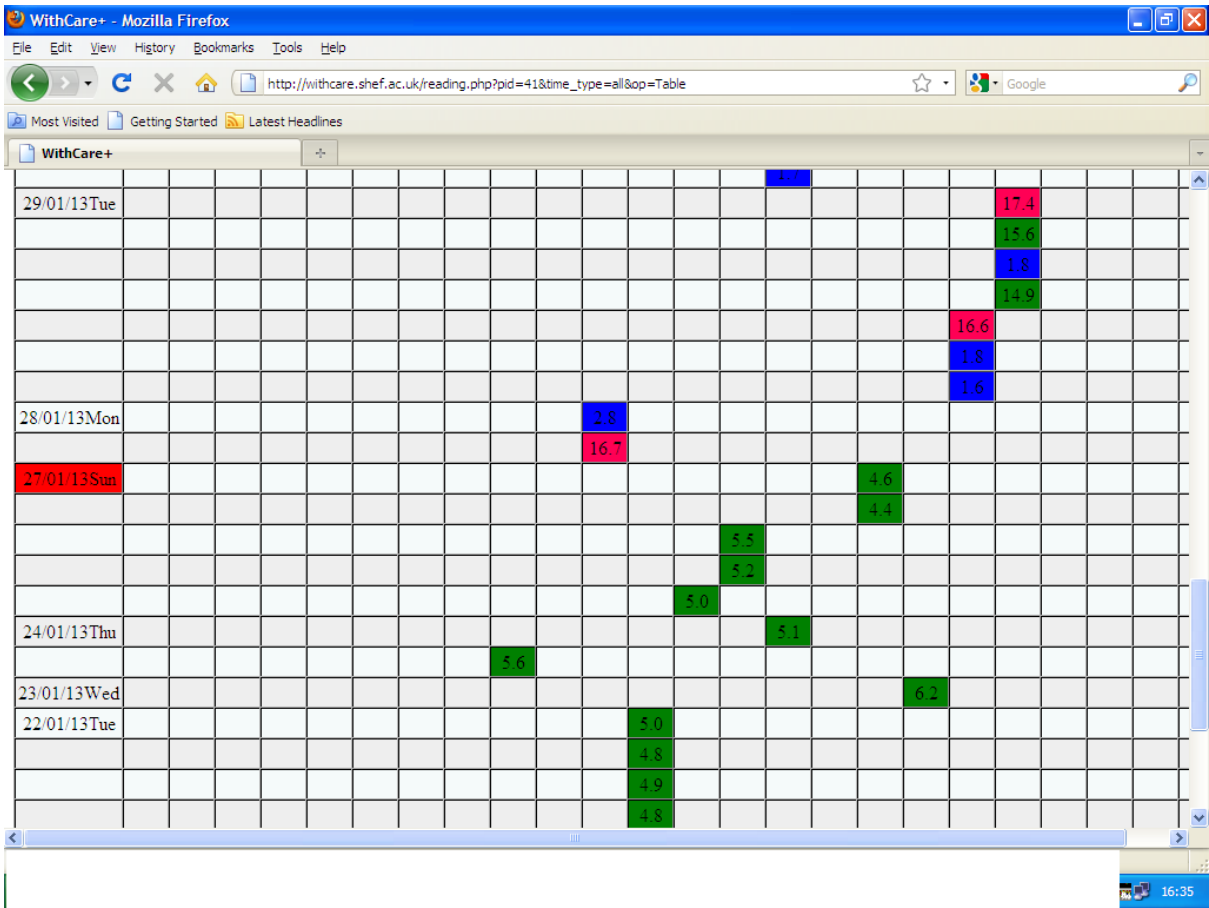 WithCare+ - Mozilla Firefox
File Edit View History Bookmarks Tools Help
http://withcare.shef.ac.uk/reading.php?pid=41&time_type=all&op=Table
Google
Most Visited Getting Started Latest Headlines
WithCare+
1.7
29/01/13Tue 17.4
15.6
1.8
14.9
16.6
1.8
1.6
28/01/13Mon 2.8
16.7
27/01/13Sun 4.6
4.4
5.5
5.2
5.0
24/01/13Thu 5.1
5.6
23/01/13Wed 6.2
22/01/13Tue 5.0
4.8
4.9
4.8
16:35